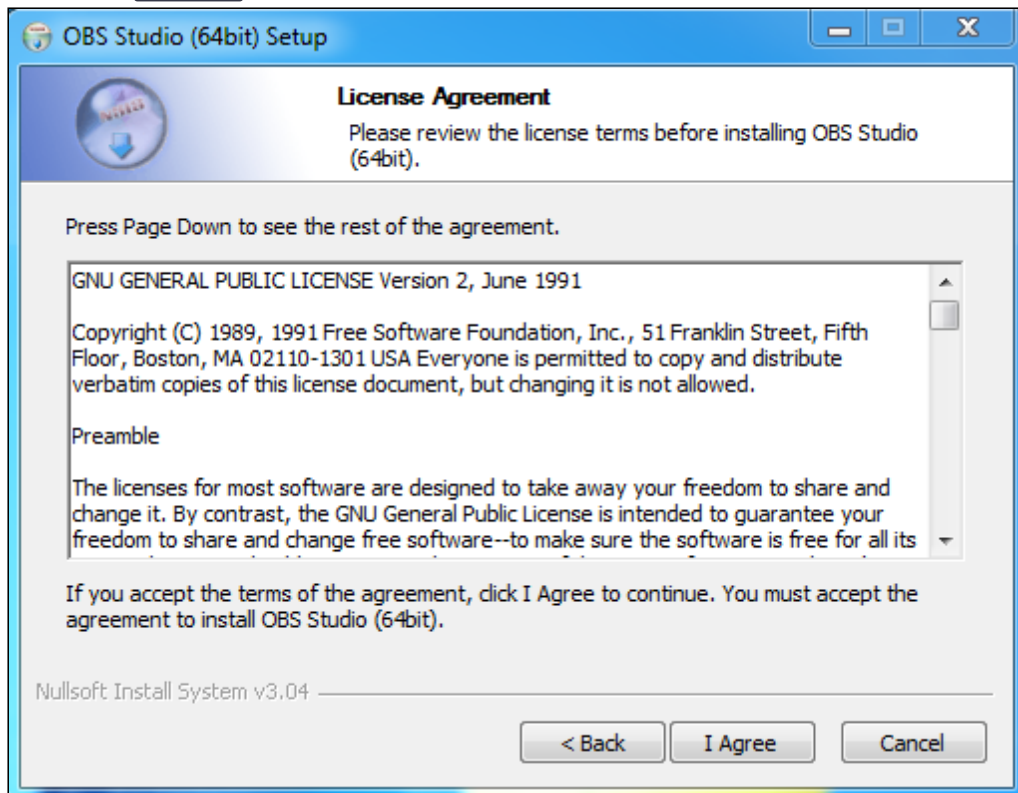 OBS Studio (64bit) Setup
License Agreement
Please review the license terms before installing OBS Studio
(64bit).
Press Page Down to see the rest of the agreement.
GNU GENERAL PUBLIC LICENSE Version 2, June 1991
Copyright (C) 1989, 1991 Free Software Foundation, Inc., 51 Franklin Street, Fifth
Floor, Boston, MA 02110-1301 USA Everyone is permitted to copy and distribute
verbatim copies of this license document, but changing it is not allowed.
Preamble
The licenses for most software are designed to take away your freedom to share and
change it. By contrast, the GNU General Public License is intended to guarantee your
freedom to share and change free software--to make sure the software is free for all its
If you accept the terms of the agreement, click I Agree to continue. You must accept the
agreement to install OBS Studio (64bit).
Nullsoft Install System v3.04
< Back
I Agree
Cancel